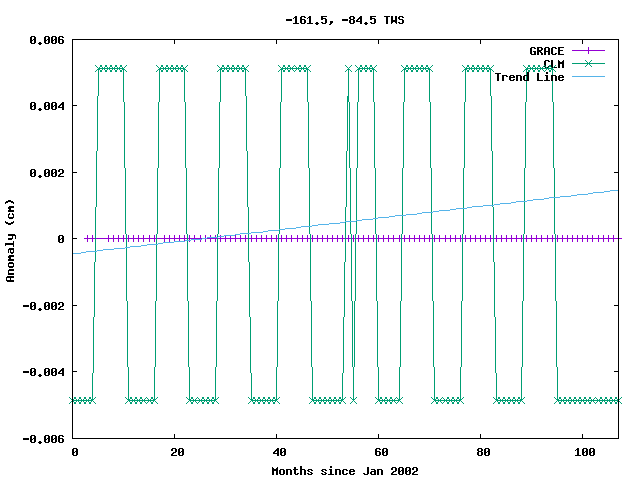 -161.5, -84.5 TWS
GRACE
CLM
Trend Line
0.006
0.004
0.002
0
-0.002
-0.004
-0.006
Anomaly (cm)
0 20 40 60 80 100
Months since Jan 2002